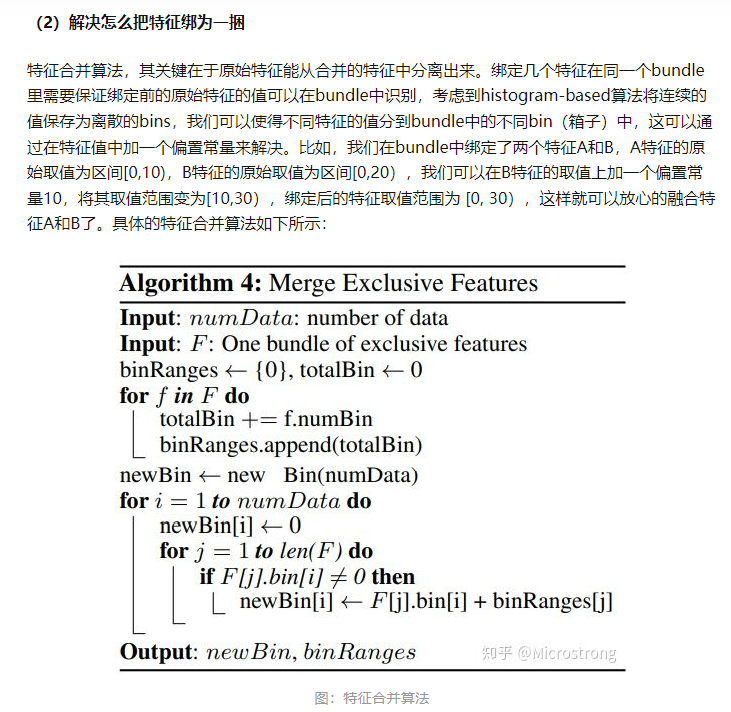 （2）解决怎么把特征绑为一捆
特征合并算法，其关键在于原始特征能从合并的特征中分离出来。绑定几个特征在同一个bundle
里需要保证绑定前的原始特征的值可以在bundle中识别，考虑到histogram-based算法将连续的
值保存为离散的bins，我们可以使得不同特征的值分到bundle中的不同bin（箱子）中，这可以通
过在特征值中加一个偏置常量来解决。比如，我们在bundle中绑定了两个特征A和B，A特征的原
始取值为区间[0,10)，B特征的原始取值为区间[0,20），我们可以在B特征的取值上加一个偏置常
量10，将其取值范围变为[10,30），绑定后的特征取值范围为 [0, 30），这样就可以放心的融合特
征A和B了。具体的特征合并算法如下所示：
Algorithm 4: Merge Exclusive Features
Input: numData: number of data
Input: F: One bundle of exclusive features
binRanges ← {0}, totalBin ← 0
for f in F do
totalBin += f.numBin
binRanges.append(totalBin)
newBin ← new Bin(numData)
for i = 1 to numData do
newBin[i] ← 0
for j = 1 to len(F) do
if F[j].bin[i] ≠ 0 then
newBin[i] ← F[j].bin[i] + binRanges[j]
Output: newBin, binRanges
知乎 @Microstrong
图：特征合并算法